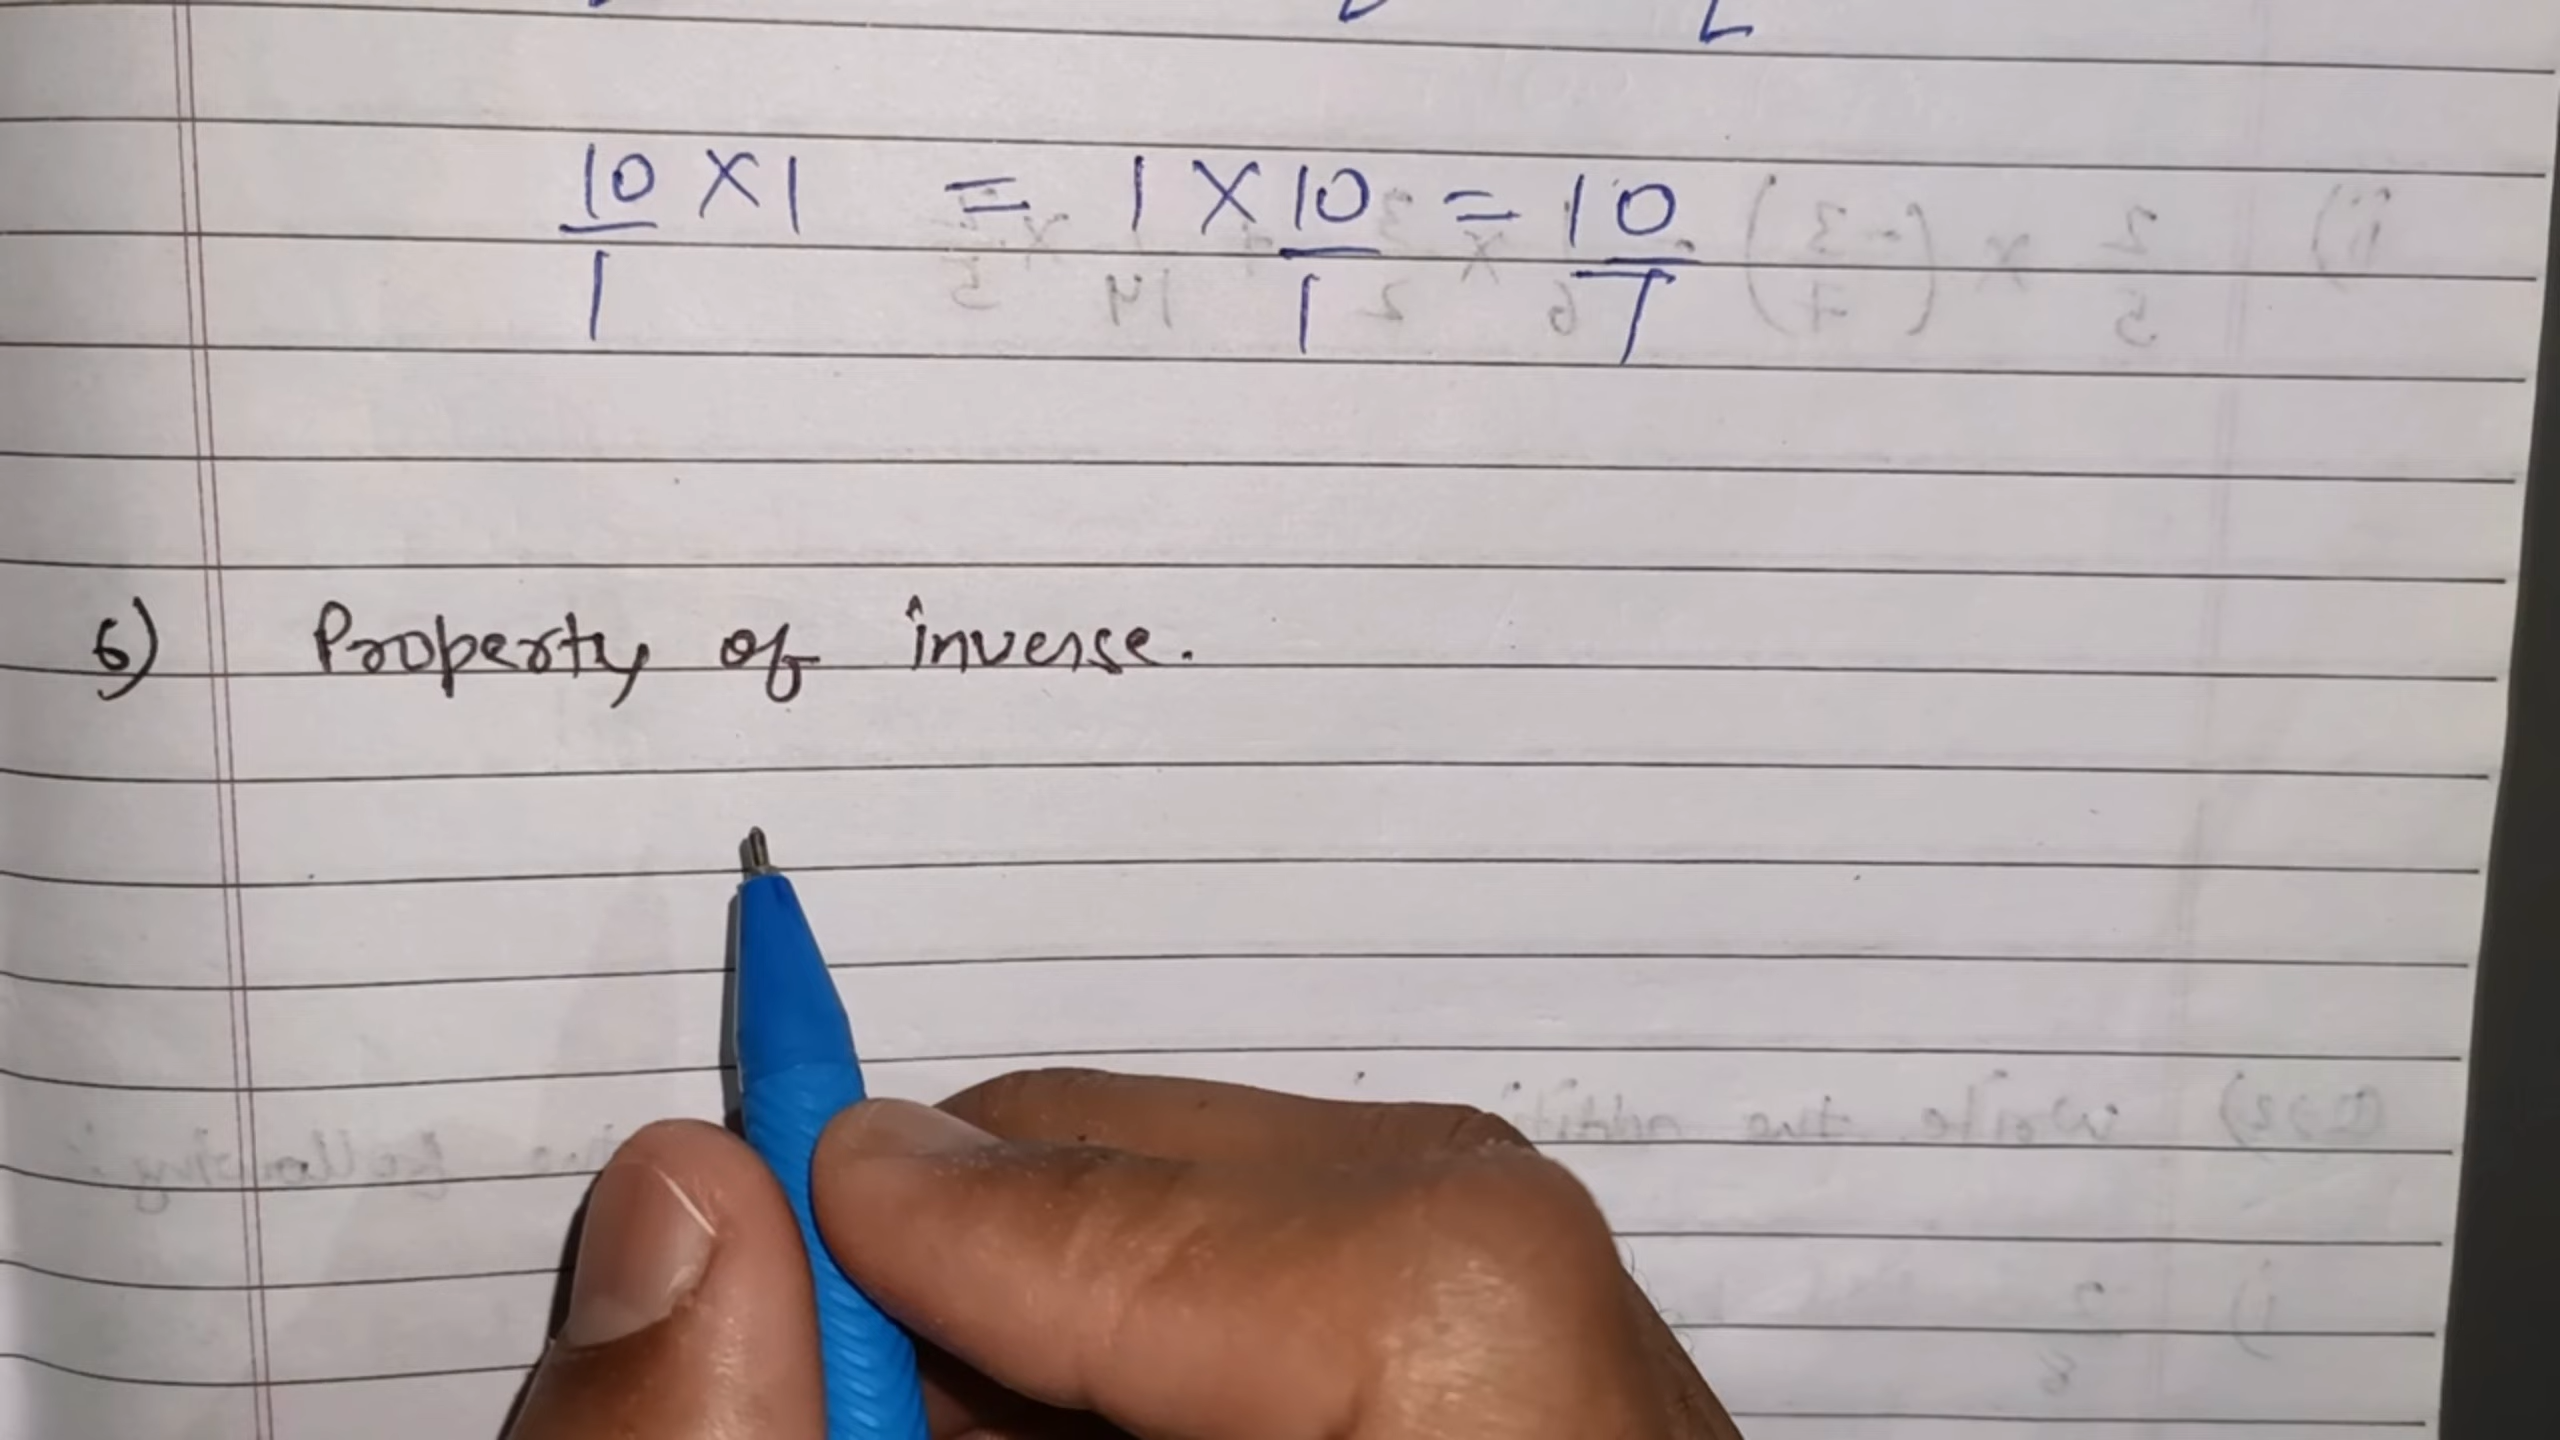 10/1 × 1 = 1 × 10/1 = 10/1
6) Property of inverse.